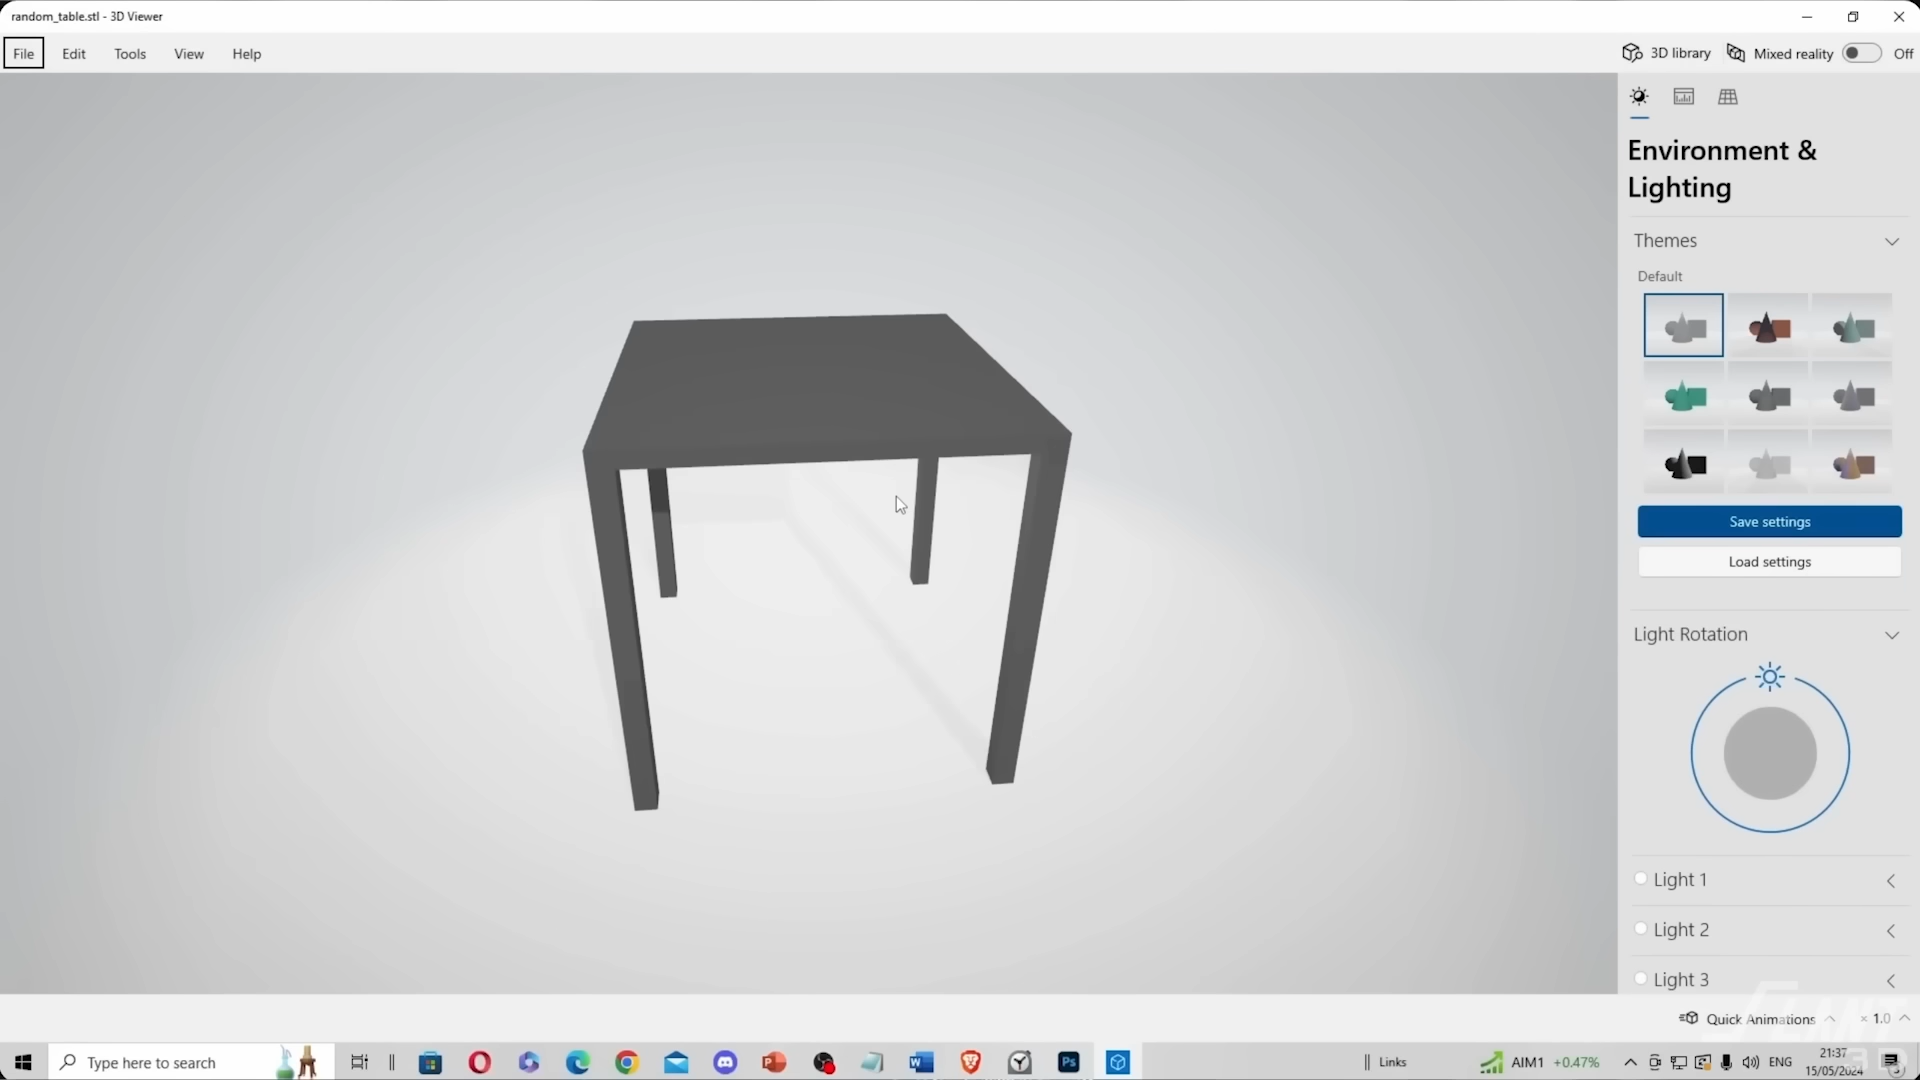 random_table.stl - 3D Viewer
File Edit Tools View Help
3D library Mixed reality Off
Environment &
Lighting
Themes
Default
Save settings
Load settings
Light Rotation
Light 1
Light 2
Light 3
Quick Animations × 1.0
Type here to search
Links
AIM1 +0.47%
ENG
21:37
15/05/2024